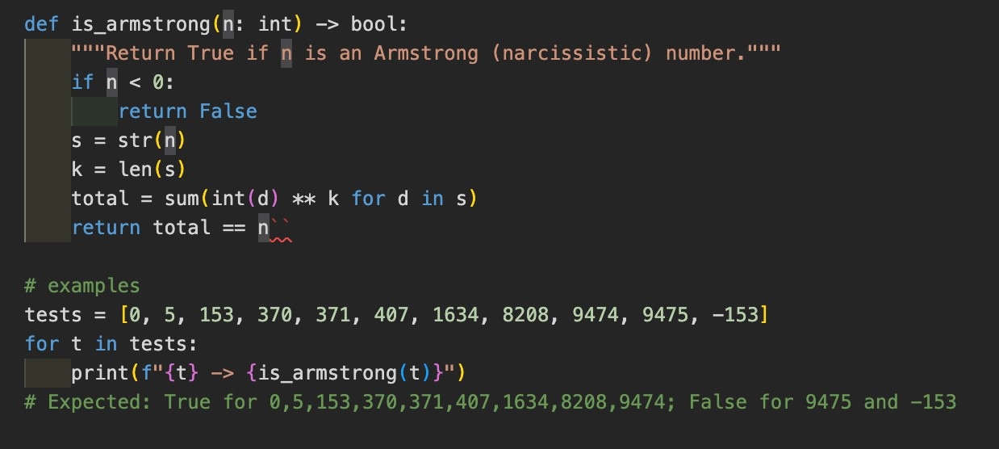 def is_armstrong(n: int) -> bool:
    """Return True if n is an Armstrong (narcissistic) number."""
    if n < 0:
        return False
    s = str(n)
    k = len(s)
    total = sum(int(d) ** k for d in s)
    return total == n``

# examples
tests = [0, 5, 153, 370, 371, 407, 1634, 8208, 9474, 9475, -153]
for t in tests:
    print(f"{t} -> {is_armstrong(t)}")
# Expected: True for 0,5,153,370,371,407,1634,8208,9474; False for 9475 and -153